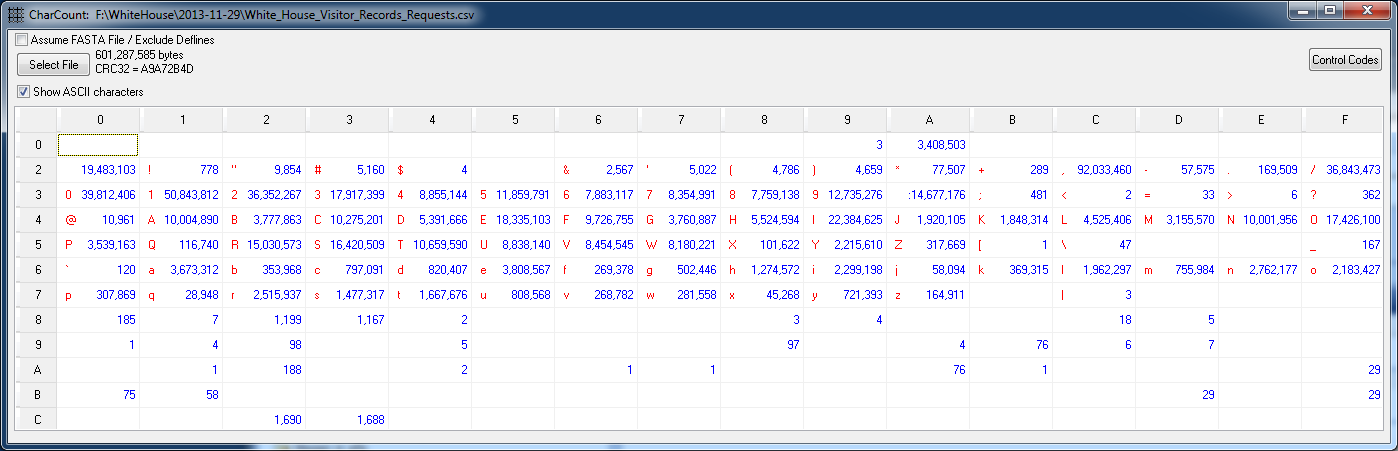 CharCount: F:\WhiteHouse\2013-11-29\White_House_Visitor_Records_Requests.csv
Assume FASTA File / Exclude Deflines
Select File
601,287,585 bytes
CRC32 = A9A72B4D
Control Codes
Show ASCII characters
0 1 2 3 4 5 6 7 8 9 A B C D E F
0 3 3,408,503
2 19,483,103 ! 778 " 9,854 # 5,160 $ 4 & 2,567 ' 5,022 ( 4,786 ) 4,659 * 77,507 + 289 , 92,033,460 - 57,575 . 169,509 / 36,843,473
3 0 39,812,406 1 50,843,812 2 36,352,267 3 17,917,399 4 8,855,144 5 11,859,791 6 7,883,117 7 8,354,991 8 7,759,138 9 12,735,276 :14,677,176 ; 481 < 2 = 33 > 6 ? 362
4 @ 10,961 A 10,004,890 B 3,777,863 C 10,275,201 D 5,391,666 E 18,335,103 F 9,726,755 G 3,760,887 H 5,524,594 I 22,384,625 J 1,920,105 K 1,848,314 L 4,525,406 M 3,155,570 N 10,001,956 O 17,426,100
5 P 3,539,163 Q 116,740 R 15,030,573 S 16,420,509 T 10,659,590 U 8,838,140 V 8,454,545 W 8,180,221 X 101,622 Y 2,215,610 Z 317,669 [ 1 \ 47 _ 167
6 ` 120 a 3,673,312 b 353,968 c 797,091 d 820,407 e 3,808,567 f 269,378 g 502,446 h 1,274,572 i 2,299,198 j 58,094 k 369,315 l 1,962,297 m 755,984 n 2,762,177 o 2,183,427
7 p 307,869 q 28,948 r 2,515,937 s 1,477,317 t 1,667,676 u 808,568 v 268,782 w 281,558 x 45,268 y 721,393 z 164,911 | 3
8 185 7 1,199 1,167 2 3 4 18 5
9 1 4 98 5 97 4 76 6 7
A 1 188 2 1 1 76 1 29
B 75 58 29 29
C 1,690 1,688